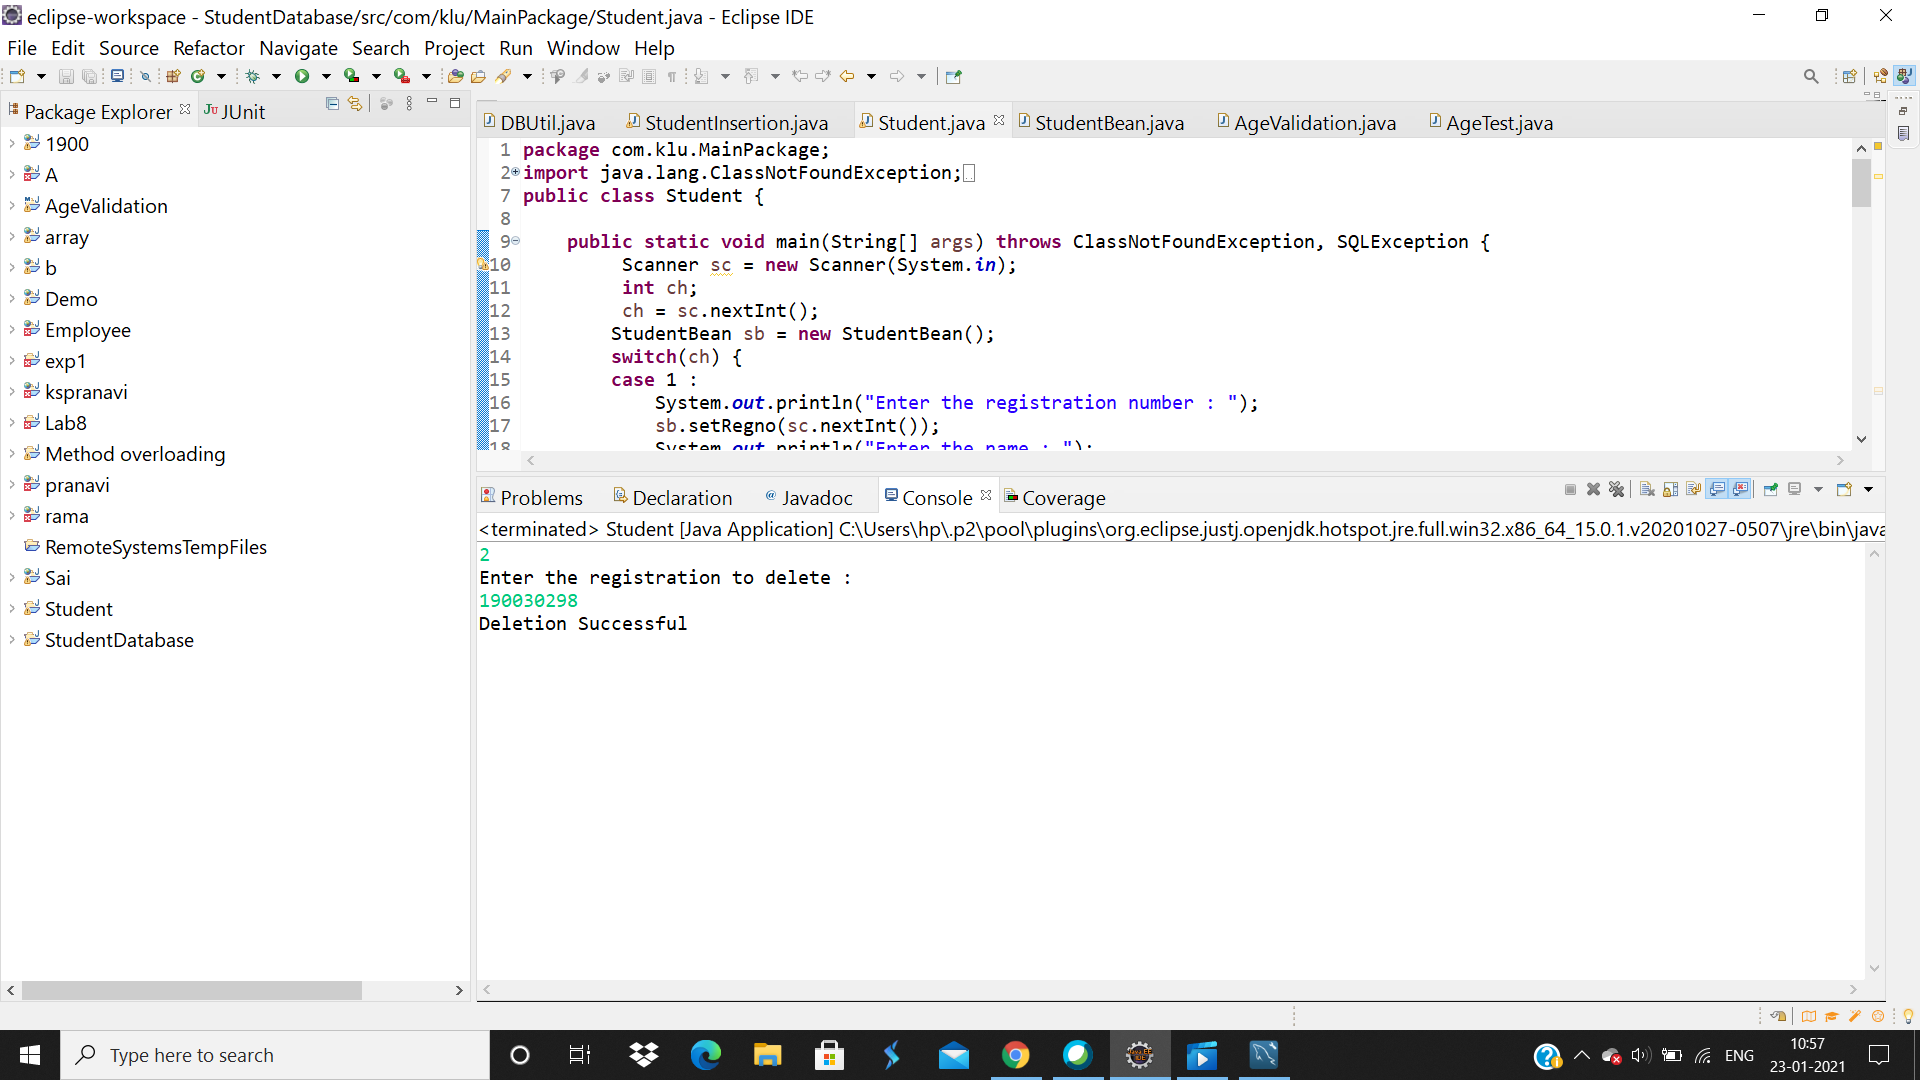 eclipse-workspace - StudentDatabase/src/com/klu/MainPackage/Student.java - Eclipse IDE
File Edit Source Refactor Navigate Search Project Run Window Help
Package Explorer
JUnit
1900
A
AgeValidation
array
b
Demo
Employee
exp1
kspranavi
Lab8
Method overloading
pranavi
rama
RemoteSystemsTempFiles
Sai
Student
StudentDatabase
DBUtil.java StudentInsertion.java Student.java StudentBean.java AgeValidation.java AgeTest.java
1 package com.klu.MainPackage;
2 import java.lang.ClassNotFoundException;
7 public class Student {
8
9 public static void main(String[] args) throws ClassNotFoundException, SQLException {
10 Scanner sc = new Scanner(System.in);
11 int ch;
12 ch = sc.nextInt();
13 StudentBean sb = new StudentBean();
14 switch(ch) {
15 case 1 :
16 System.out.println("Enter the registration number : ");
17 sb.setRegno(sc.nextInt());
18 System.out.println("Enter the name : ");
Problems Declaration @ Javadoc Console Coverage
<terminated> Student [Java Application] C:\Users\hp\.p2\pool\plugins\org.eclipse.justj.openjdk.hotspot.jre.full.win32.x86_64_15.0.1.v20201027-0507\jre\bin\java
2
Enter the registration to delete :
190030298
Deletion Successful
Type here to search
ENG
10:57
23-01-2021